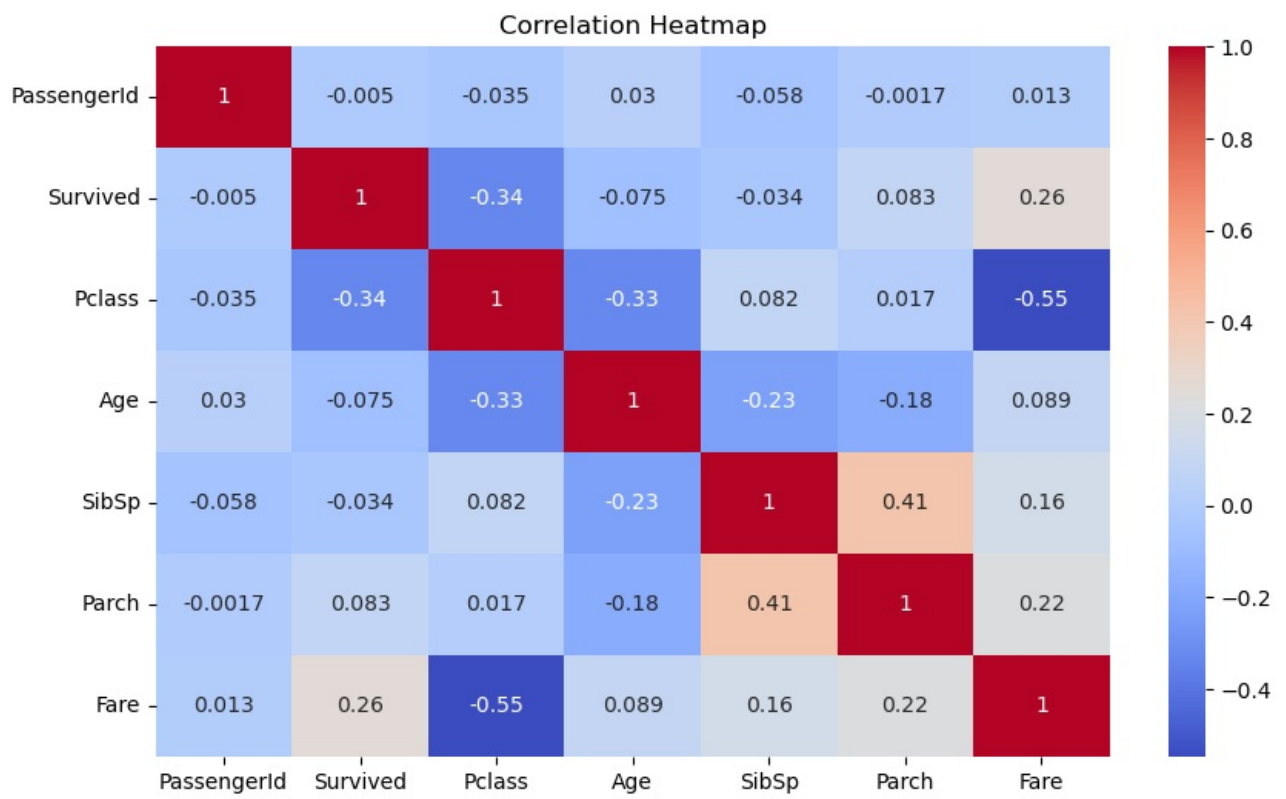 Correlation Heatmap
PassengerId 1 -0.005 -0.035 0.03 -0.058 -0.0017 0.013
Survived -0.005 1 -0.34 -0.075 -0.034 0.083 0.26
Pclass -0.035 -0.34 1 -0.33 0.082 0.017 -0.55
Age 0.03 -0.075 -0.33 1 -0.23 -0.18 0.089
SibSp -0.058 -0.034 0.082 -0.23 1 0.41 0.16
Parch -0.0017 0.083 0.017 -0.18 0.41 1 0.22
Fare 0.013 0.26 -0.55 0.089 0.16 0.22 1
PassengerId Survived Pclass Age SibSp Parch Fare
1.0
0.8
0.6
0.4
0.2
0.0
−0.2
−0.4